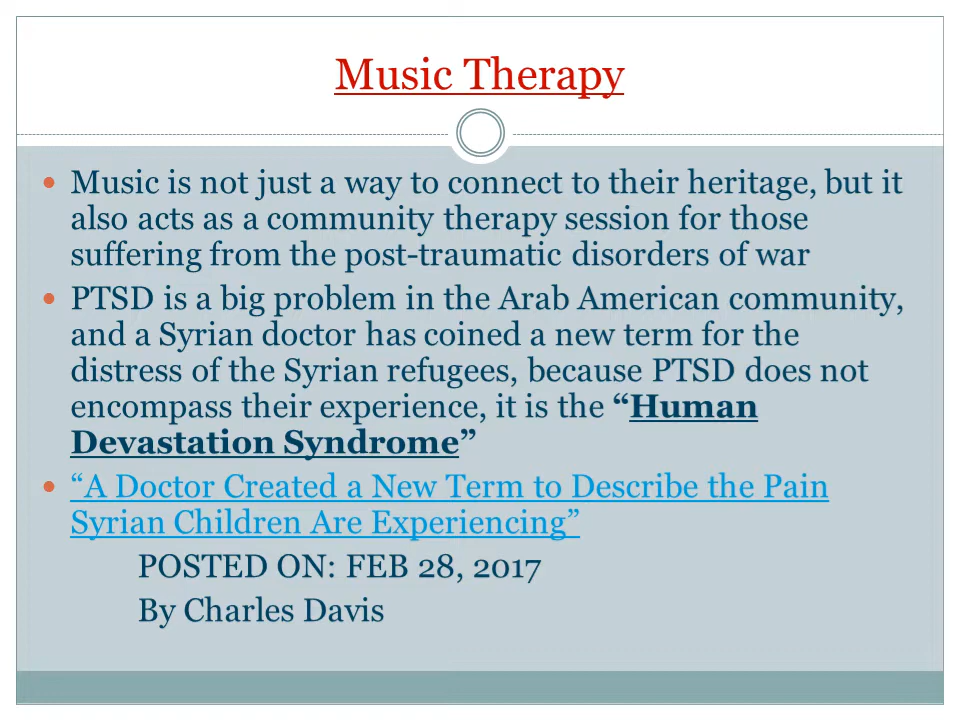 Music Therapy
Music is not just a way to connect to their heritage, but it
also acts as a community therapy session for those
suffering from the post-traumatic disorders of war
PTSD is a big problem in the Arab American community,
and a Syrian doctor has coined a new term for the
distress of the Syrian refugees, because PTSD does not
encompass their experience, it is the “Human
Devastation Syndrome”
“A Doctor Created a New Term to Describe the Pain
Syrian Children Are Experiencing”
POSTED ON: FEB 28, 2017
By Charles Davis